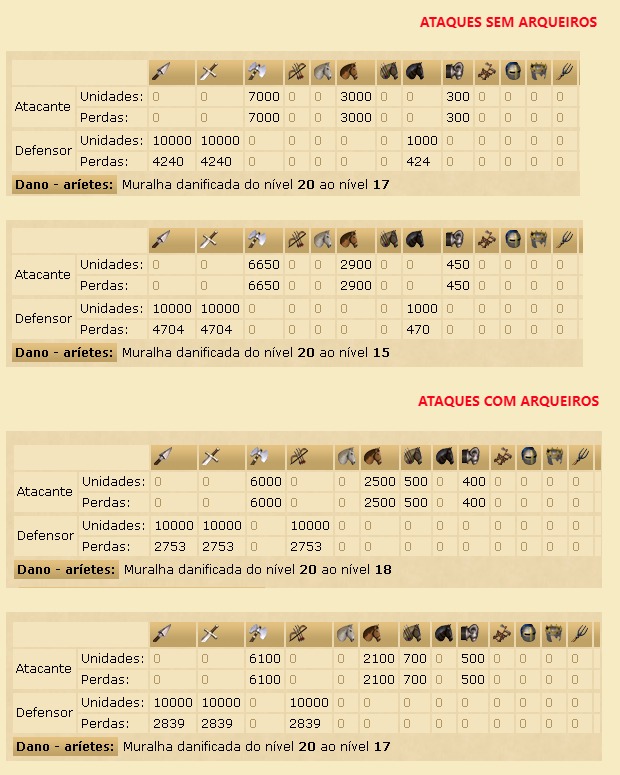 ATAQUES SEM ARQUEIROS
Atacante Unidades: 0 0 7000 0 0 3000 0 0 300 0 0 0 0
Perdas: 0 0 7000 0 0 3000 0 0 300 0 0 0 0
Defensor Unidades: 10000 10000 0 0 0 0 0 1000 0 0 0 0 0
Perdas: 4240 4240 0 0 0 0 0 424 0 0 0 0 0
Dano - aríetes: Muralha danificada do nível 20 ao nível 17
Atacante Unidades: 0 0 6650 0 0 2900 0 0 450 0 0 0 0
Perdas: 0 0 6650 0 0 2900 0 0 450 0 0 0 0
Defensor Unidades: 10000 10000 0 0 0 0 0 1000 0 0 0 0 0
Perdas: 4704 4704 0 0 0 0 0 470 0 0 0 0 0
Dano - aríetes: Muralha danificada do nível 20 ao nível 15
ATAQUES COM ARQUEIROS
Atacante Unidades: 0 0 6000 0 0 2500 500 0 400 0 0 0 0
Perdas: 0 0 6000 0 0 2500 500 0 400 0 0 0 0
Defensor Unidades: 10000 10000 0 10000 0 0 0 0 0 0 0 0 0
Perdas: 2753 2753 0 2753 0 0 0 0 0 0 0 0 0
Dano - aríetes: Muralha danificada do nível 20 ao nível 18
Atacante Unidades: 0 0 6100 0 0 2100 700 0 500 0 0 0 0
Perdas: 0 0 6100 0 0 2100 700 0 500 0 0 0 0
Defensor Unidades: 10000 10000 0 10000 0 0 0 0 0 0 0 0 0
Perdas: 2839 2839 0 2839 0 0 0 0 0 0 0 0 0
Dano - aríetes: Muralha danificada do nível 20 ao nível 17